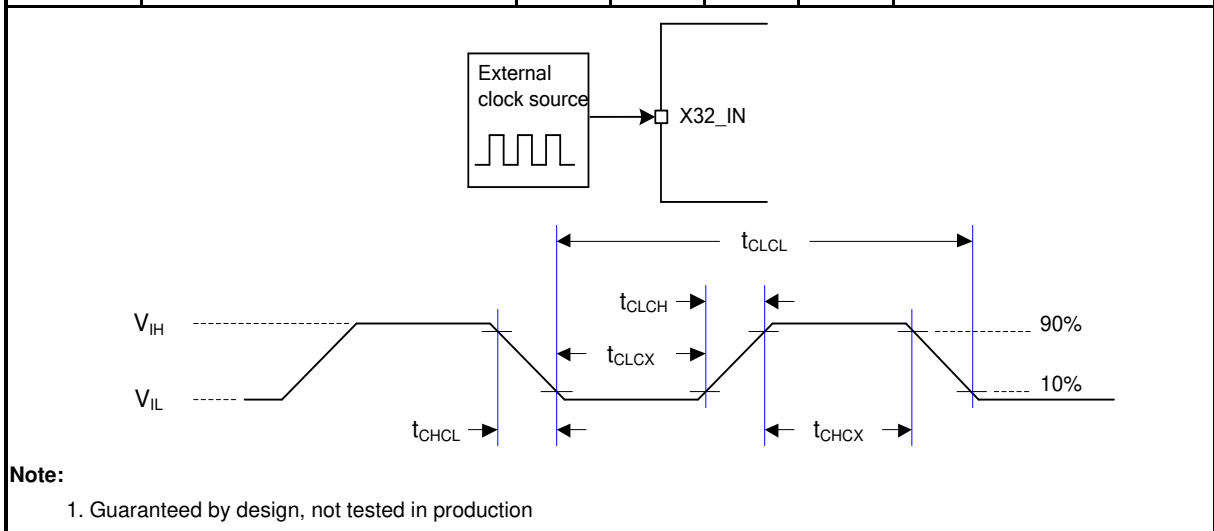 External
clock source
X32_IN
tCLCL
tCLCH
VIH
90%
tCLCX
VIL
10%
tCHCL
tCHCX
Note:
1. Guaranteed by design, not tested in production